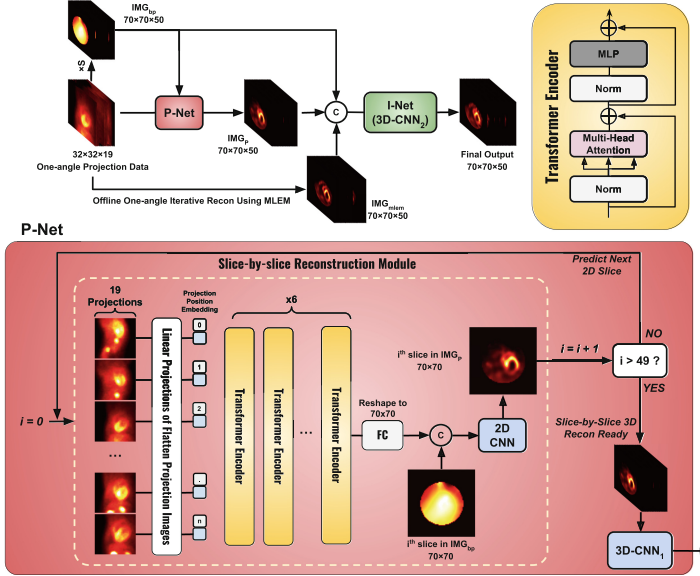 IMG_bp
70×70×50
×S
P-Net
IMG_P
70×70×50
C
I-Net
(3D-CNN_2)
Final Output
70×70×50
32×32×19
One-angle Projection Data
Offline One-angle Iterative Recon Using MLEM
IMG_mlem
70×70×50
Transformer Encoder
MLP
Norm
Multi-Head
Attention
Norm
P-Net
Slice-by-slice Reconstruction Module
Predict Next
2D Slice
19
Projections
Projection
Position
Embedding
x6
0
1
2
.
n
Linear Projections of Flatten Projection Images
Transformer Encoder
Transformer Encoder
...
Transformer Encoder
i = 0
...
Reshape to
70x70
FC
C
2D
CNN
i^th slice in IMG_P
70×70
i^th slice in IMG_bp
70×70
i = i + 1
i > 49 ?
NO
YES
Slice-by-Slice 3D
Recon Ready
3D-CNN_1